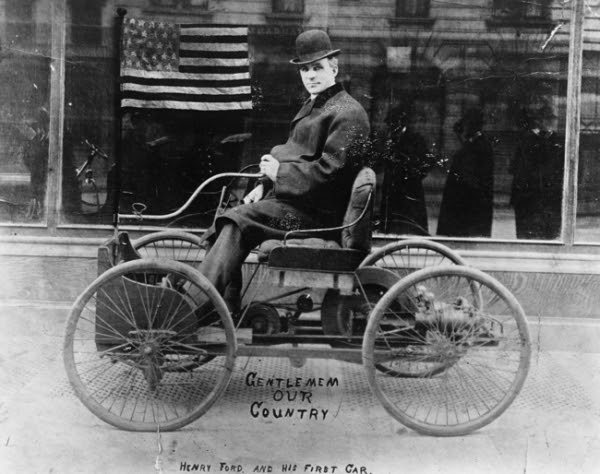 GENTLEMEM
OUR
COUNTRY
HENRY FORD AND HIS FIRST CAR.